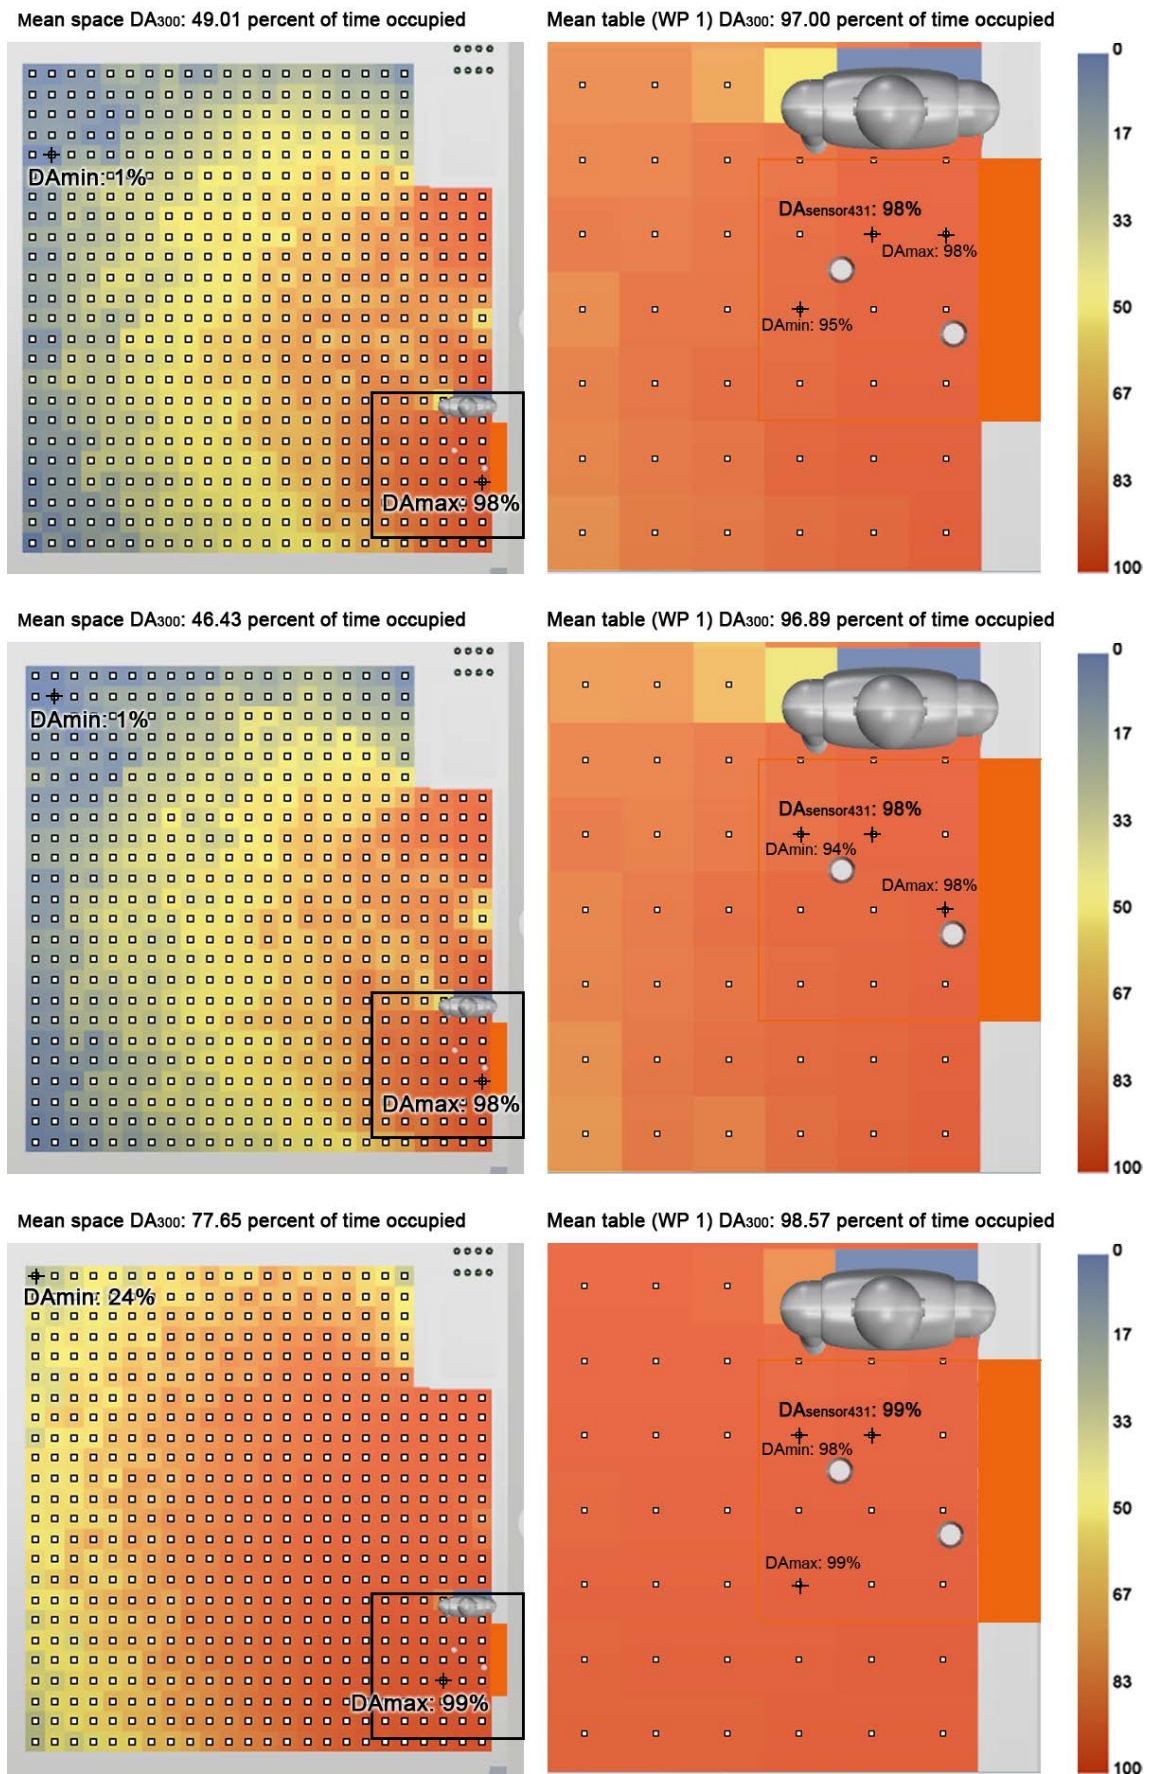 Mean space DA300: 49.01 percent of time occupied
Mean table (WP 1) DA300: 97.00 percent of time occupied
DAmin: 1%
DAmax: 98%
DAsensor431: 98%
DAmax: 98%
DAmin: 95%
0
17
33
50
67
83
100
Mean space DA300: 46.43 percent of time occupied
Mean table (WP 1) DA300: 96.89 percent of time occupied
DAmin: 1%
DAmax: 98%
DAsensor431: 98%
DAmin: 94%
DAmax: 98%
0
17
33
50
67
83
100
Mean space DA300: 77.65 percent of time occupied
Mean table (WP 1) DA300: 98.57 percent of time occupied
DAmin: 24%
DAmax: 99%
DAsensor431: 99%
DAmin: 98%
DAmax: 99%
0
17
33
50
67
83
100